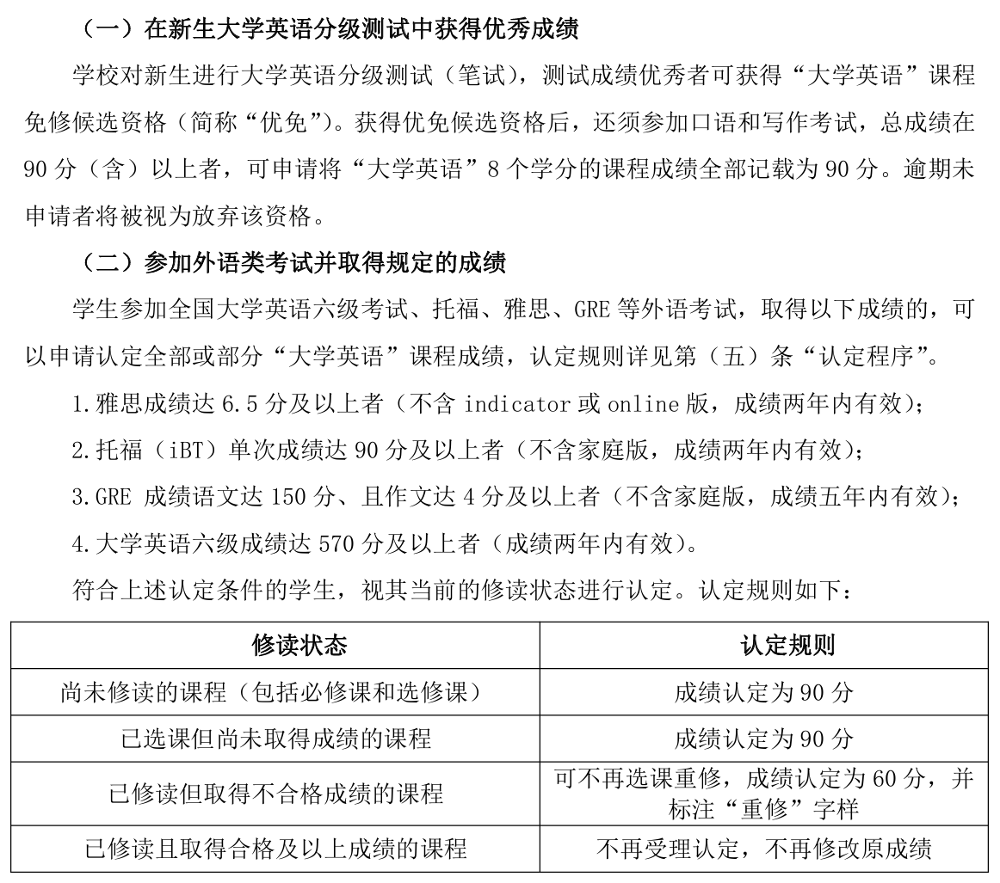 （一）在新生大学英语分级测试中获得优秀成绩
学校对新生进行大学英语分级测试（笔试），测试成绩优秀者可获得“大学英语”课程
免修候选资格（简称“优免”）。获得优免候选资格后，还须参加口语和写作考试，总成绩在
90 分（含）以上者，可申请将“大学英语”8 个学分的课程成绩全部记载为 90 分。逾期未
申请者将被视为放弃该资格。
（二）参加外语类考试并取得规定的成绩
学生参加全国大学英语六级考试、托福、雅思、GRE 等外语考试，取得以下成绩的，可
以申请认定全部或部分“大学英语”课程成绩，认定规则详见第（五）条“认定程序”。
1.雅思成绩达 6.5 分及以上者（不含 indicator 或 online 版，成绩两年内有效）；
2.托福（iBT）单次成绩达 90 分及以上者（不含家庭版，成绩两年内有效）；
3.GRE 成绩语文达 150 分、且作文达 4 分及以上者（不含家庭版，成绩五年内有效）；
4.大学英语六级成绩达 570 分及以上者（成绩两年内有效）。
符合上述认定条件的学生，视其当前的修读状态进行认定。认定规则如下：
修读状态 认定规则
尚未修读的课程（包括必修课和选修课） 成绩认定为 90 分
已选课但尚未取得成绩的课程 成绩认定为 90 分
已修读但取得不合格成绩的课程 可不再选课重修，成绩认定为 60 分，并
标注“重修”字样
已修读且取得合格及以上成绩的课程 不再受理认定，不再修改原成绩